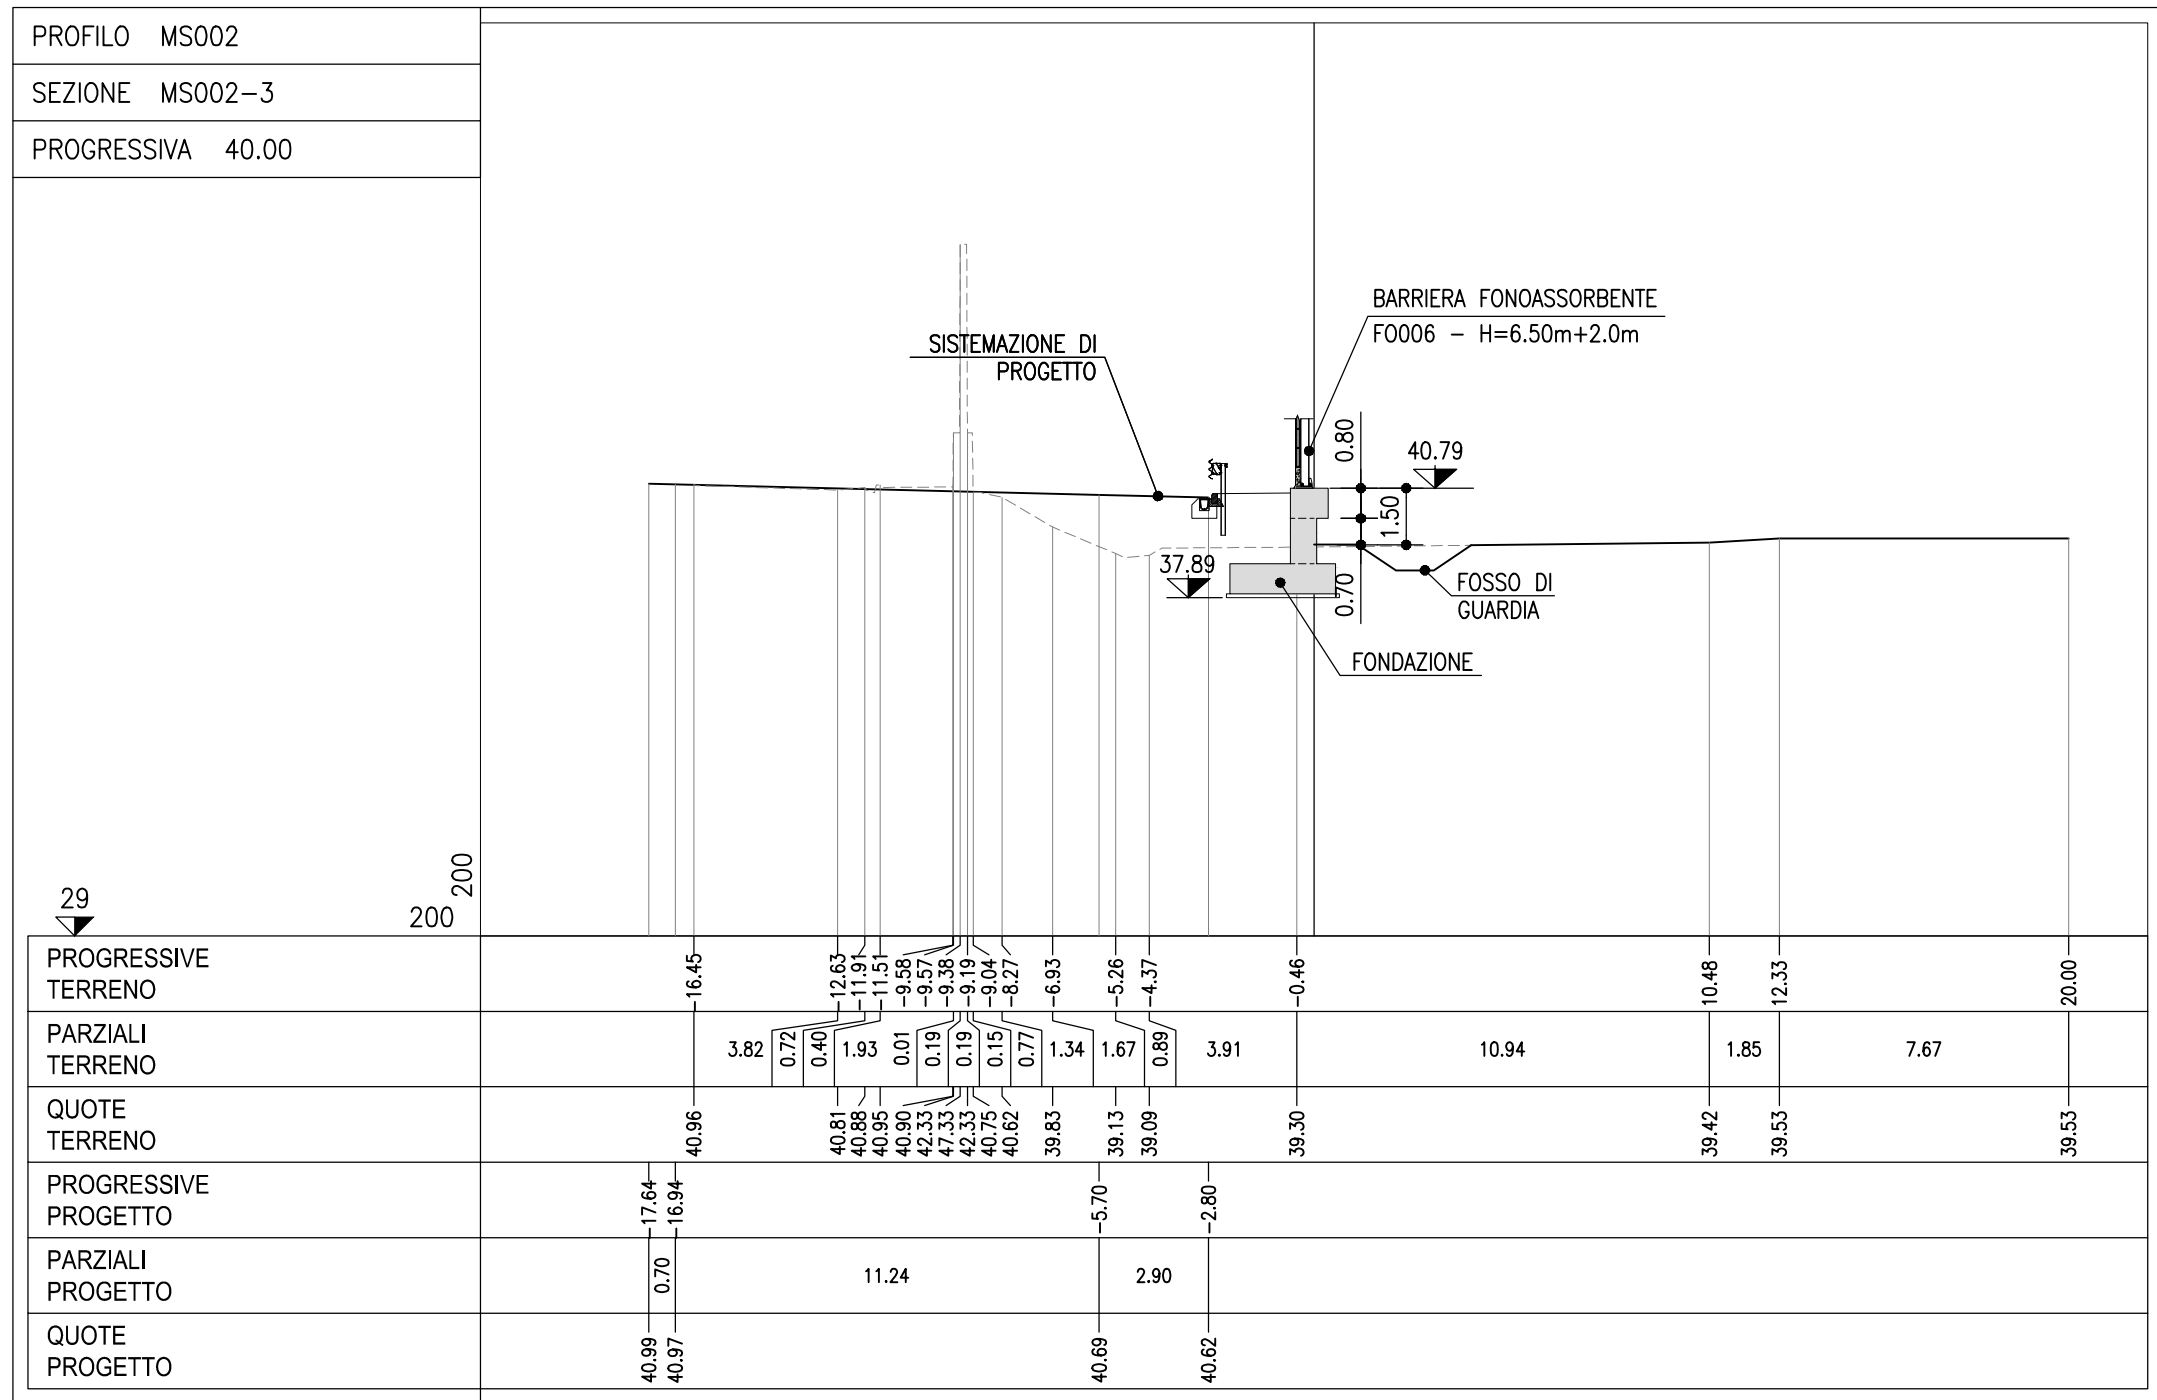 PROFILO MS002
SEZIONE MS002-3
PROGRESSIVA 40.00
BARRIERA FONOASSORBENTE
FO006 - H=6.50m+2.0m
SISTEMAZIONE DI
PROGETTO
0.80
40.79
1.50
37.89
0.70
FOSSO DI
GUARDIA
FONDAZIONE
29
200
200
PROGRESSIVE
TERRENO
-16.45 -12.63 -11.91 -11.51 -9.58 -9.57 -9.38 -9.19 -9.04 -8.27 -6.93 -5.26 -4.37 -0.46 10.48 12.33 20.00
PARZIALI
TERRENO
3.82 0.72 0.40 1.93 0.01 0.19 0.19 0.15 0.77 1.34 1.67 0.89 3.91 10.94 1.85 7.67
QUOTE
TERRENO
40.96 40.81 40.88 40.95 40.90 42.33 47.33 42.33 40.75 40.62 39.83 39.13 39.09 39.30 39.42 39.53 39.53
PROGRESSIVE
PROGETTO
-17.64 -16.94 -5.70 -2.80
PARZIALI
PROGETTO
0.70 11.24 2.90
QUOTE
PROGETTO
40.99 40.97 40.69 40.62